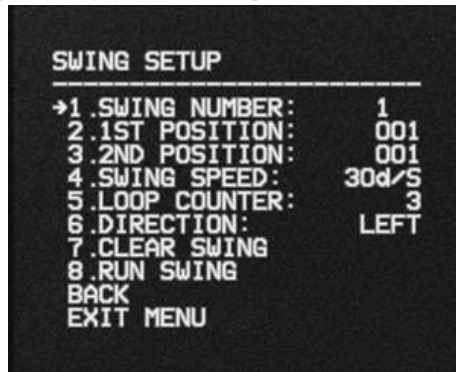 SWING SETUP
→1.SWING NUMBER: 1
2.1ST POSITION: 001
3.2ND POSITION: 001
4.SWING SPEED: 30d/S
5.LOOP COUNTER: 3
6.DIRECTION: LEFT
7.CLEAR SWING
8.RUN SWING
BACK
EXIT MENU